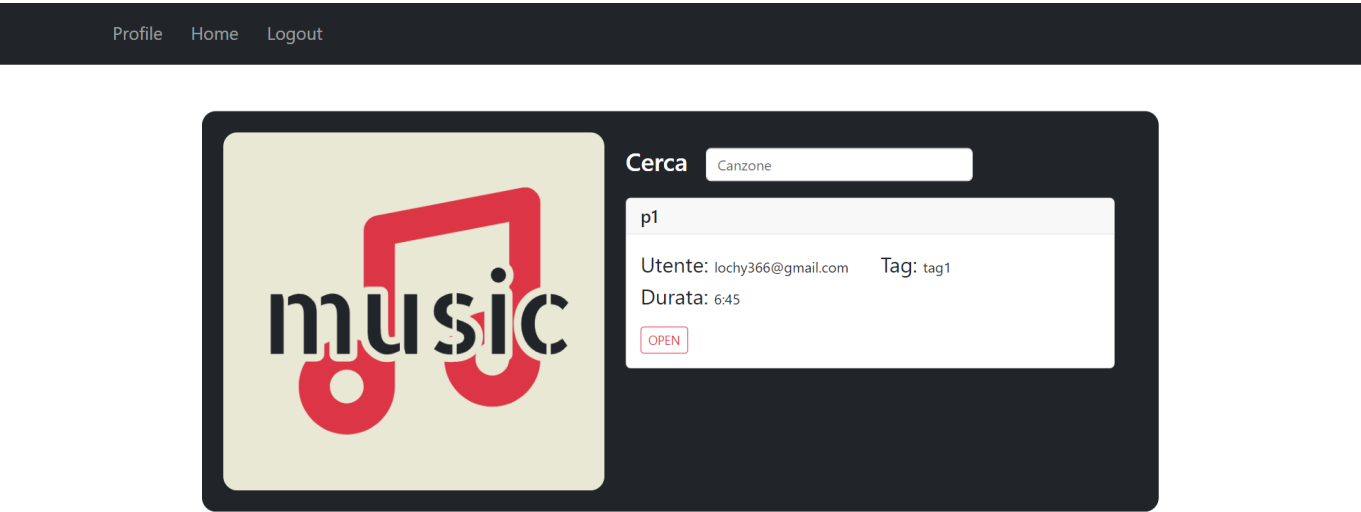 Profile Home Logout
music
Cerca Canzone
p1
Utente: lochy366@gmail.com Tag: tag1
Durata: 6:45
OPEN